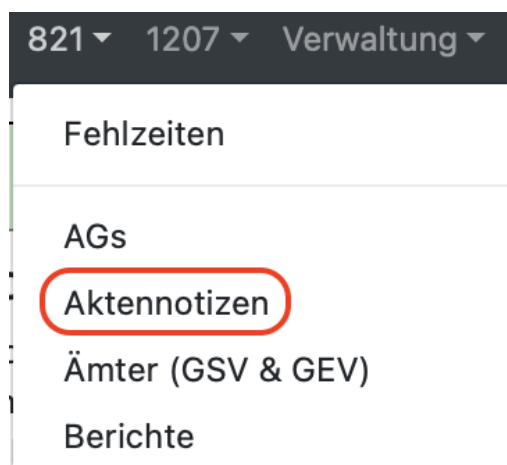 821 1207 Verwaltung
Fehlzeiten
AGs
Aktennotizen
Ämter (GSV & GEV)
Berichte